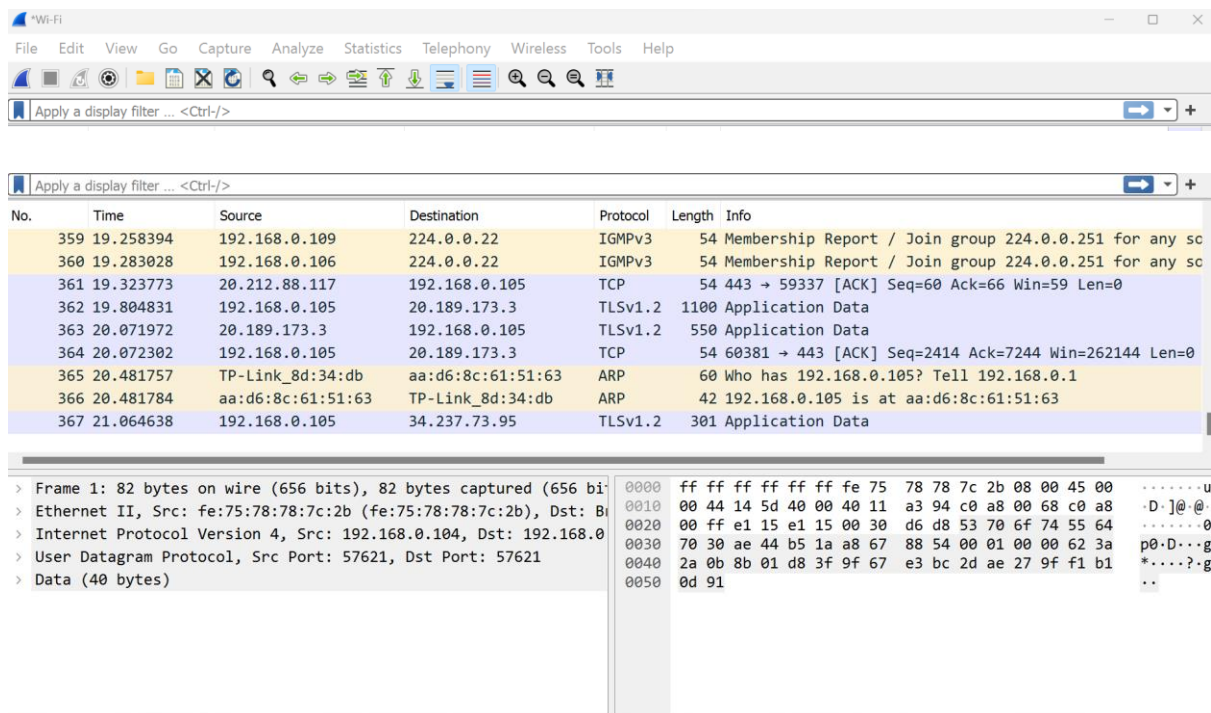 *Wi-Fi
File Edit View Go Capture Analyze Statistics Telephony Wireless Tools Help
Apply a display filter ... <Ctrl-/>
Apply a display filter ... <Ctrl-/>
No. Time Source Destination Protocol Length Info
359 19.258394 192.168.0.109 224.0.0.22 IGMPv3 54 Membership Report / Join group 224.0.0.251 for any so
360 19.283028 192.168.0.106 224.0.0.22 IGMPv3 54 Membership Report / Join group 224.0.0.251 for any so
361 19.323773 20.212.88.117 192.168.0.105 TCP 54 443 → 59337 [ACK] Seq=60 Ack=66 Win=59 Len=0
362 19.804831 192.168.0.105 20.189.173.3 TLSv1.2 1100 Application Data
363 20.071972 20.189.173.3 192.168.0.105 TLSv1.2 550 Application Data
364 20.072302 192.168.0.105 20.189.173.3 TCP 54 60381 → 443 [ACK] Seq=2414 Ack=7244 Win=262144 Len=0
365 20.481757 TP-Link_8d:34:db aa:d6:8c:61:51:63 ARP 60 Who has 192.168.0.105? Tell 192.168.0.1
366 20.481784 aa:d6:8c:61:51:63 TP-Link_8d:34:db ARP 42 192.168.0.105 is at aa:d6:8c:61:51:63
367 21.064638 192.168.0.105 34.237.73.95 TLSv1.2 301 Application Data
> Frame 1: 82 bytes on wire (656 bits), 82 bytes captured (656 bi
> Ethernet II, Src: fe:75:78:78:7c:2b (fe:75:78:78:7c:2b), Dst: B
> Internet Protocol Version 4, Src: 192.168.0.104, Dst: 192.168.0
> User Datagram Protocol, Src Port: 57621, Dst Port: 57621
> Data (40 bytes)
0000 ff ff ff ff ff ff fe 75 78 78 7c 2b 08 00 45 00 ·······u
0010 00 44 14 5d 40 00 40 11 a3 94 c0 a8 00 68 c0 a8 ·D·]@·@·
0020 00 ff e1 15 e1 15 00 30 d6 d8 53 70 6f 74 55 64 ·······0
0030 70 30 ae 44 b5 1a a8 67 88 54 00 01 00 00 62 3a p0·D···g
0040 2a 0b 8b 01 d8 3f 9f 67 e3 bc 2d ae 27 9f f1 b1 *····?·g
0050 0d 91 ··